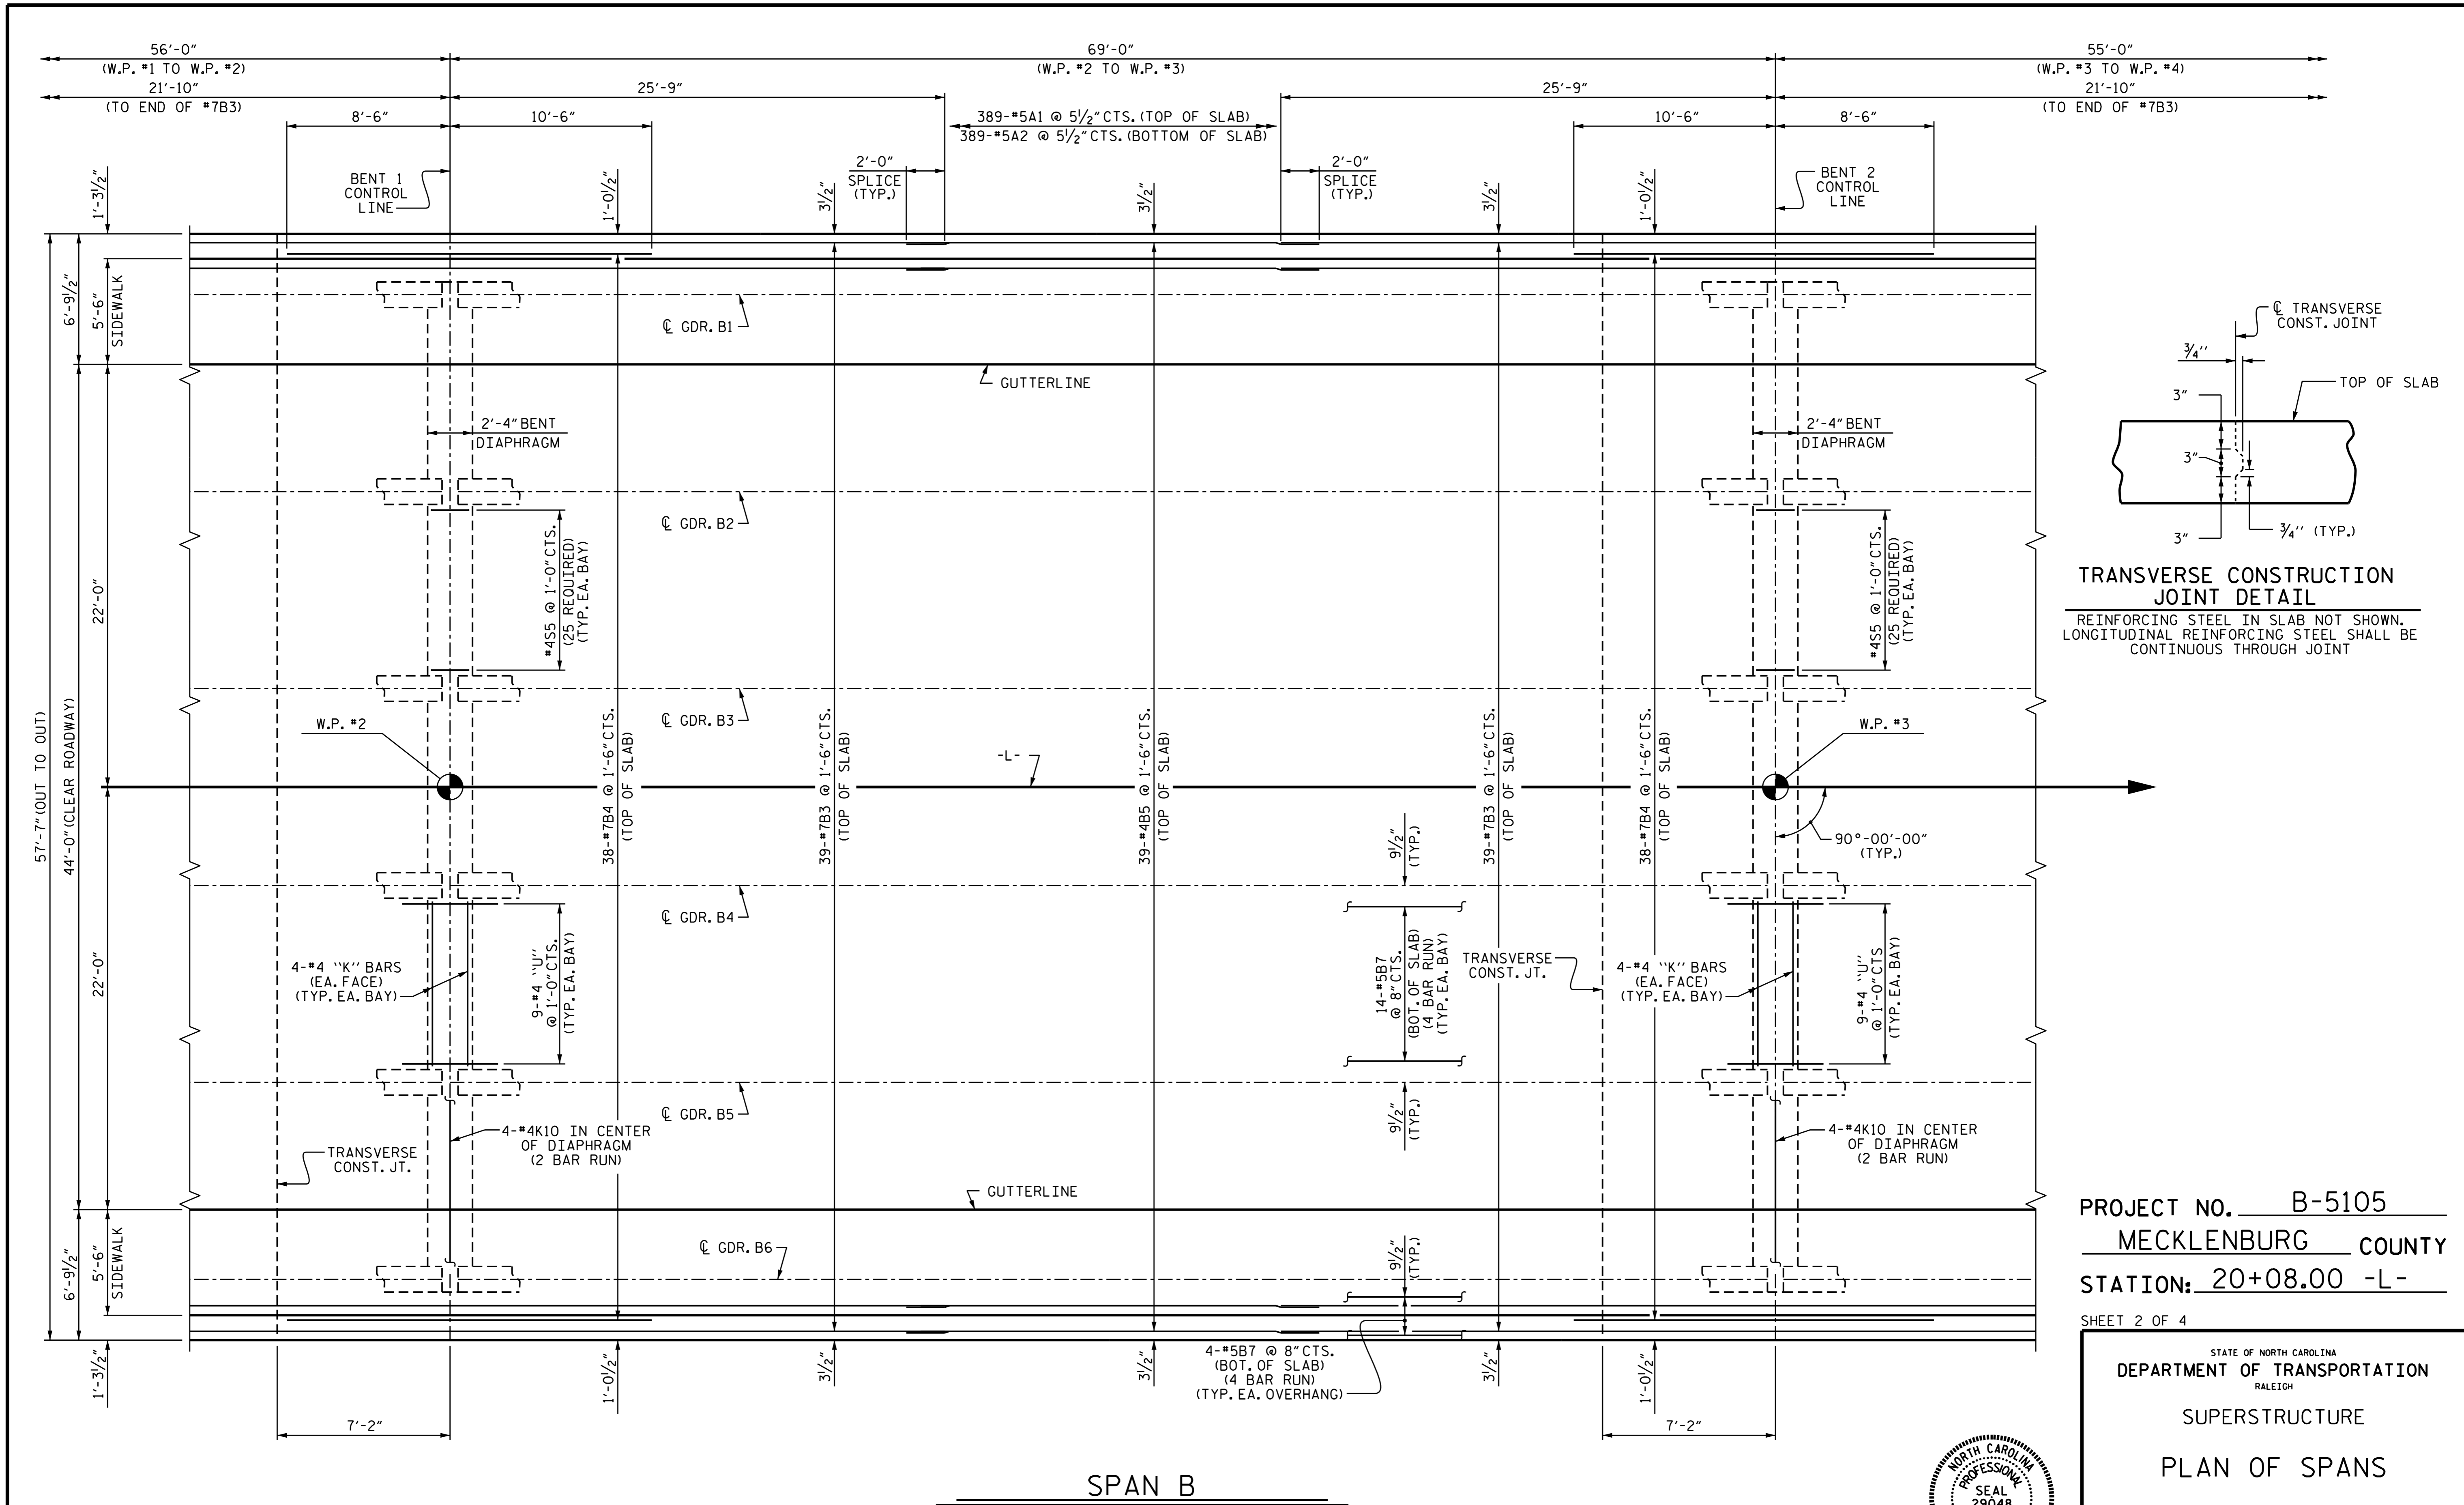 56'-0"
(W.P. #1 TO W.P. #2)
69'-0"
(W.P. #2 TO W.P. #3)
55'-0"
(W.P. #3 TO W.P. #4)
21'-10"
(TO END OF #7B3)
25'-9"
25'-9"
21'-10"
(TO END OF #7B3)
8'-6"
10'-6"
389-#5A1 @ 5½" CTS. (TOP OF SLAB)
389-#5A2 @ 5½" CTS. (BOTTOM OF SLAB)
10'-6"
8'-6"
1'-3½"
BENT 1
CONTROL
LINE
1'-0½"
3½"
2'-0"
SPLICE
(TYP.)
3½"
2'-0"
SPLICE
(TYP.)
3½"
1'-0½"
BENT 2
CONTROL
LINE
6'-9½"
5'-6"
SIDEWALK
℄ GDR. B1
GUTTERLINE
2'-4" BENT
DIAPHRAGM
2'-4" BENT
DIAPHRAGM
℄ GDR. B2
#4S5 @ 1'-0" CTS.
(25 REQUIRED)
(TYP. EA. BAY)
#4S5 @ 1'-0" CTS.
(25 REQUIRED)
(TYP. EA. BAY)
22'-0"
℄ GDR. B3
57'-7" (OUT TO OUT)
44'-0" (CLEAR ROADWAY)
W.P. #2
38-#7B4 @ 1'-6" CTS.
(TOP OF SLAB)
39-#7B3 @ 1'-6" CTS.
(TOP OF SLAB)
-L-
39-#4B5 @ 1'-6" CTS.
(TOP OF SLAB)
39-#7B3 @ 1'-6" CTS.
(TOP OF SLAB)
38-#7B4 @ 1'-6" CTS.
(TOP OF SLAB)
W.P. #3
90°-00'-00"
(TYP.)
9½"
(TYP.)
℄ GDR. B4
22'-0"
4-#4 ``K'' BARS
(EA. FACE)
(TYP. EA. BAY)
9-#4 ``U''
@ 1'-0" CTS.
(TYP. EA. BAY)
14-#5B7
@ 8" CTS.
(BOT. OF SLAB)
(4 BAR RUN)
(TYP. EA. BAY)
TRANSVERSE
CONST. JT.
4-#4 ``K'' BARS
(EA. FACE)
(TYP. EA. BAY)
9-#4 ``U''
@ 1'-0" CTS
(TYP. EA. BAY)
℄ GDR. B5
9½"
(TYP.)
4-#4K10 IN CENTER
OF DIAPHRAGM
(2 BAR RUN)
TRANSVERSE
CONST. JT.
4-#4K10 IN CENTER
OF DIAPHRAGM
(2 BAR RUN)
GUTTERLINE
6'-9½"
5'-6"
SIDEWALK
℄ GDR. B6
9½"
(TYP.)
4-#5B7 @ 8" CTS.
(BOT. OF SLAB)
(4 BAR RUN)
(TYP. EA. OVERHANG)
1'-3½"
1'-0½"
3½"
3½"
3½"
1'-0½"
7'-2"
7'-2"
SPAN B
℄ TRANSVERSE
CONST. JOINT
¾''
TOP OF SLAB
3"
3"
3"
¾'' (TYP.)
TRANSVERSE CONSTRUCTION
JOINT DETAIL
REINFORCING STEEL IN SLAB NOT SHOWN.
LONGITUDINAL REINFORCING STEEL SHALL BE
CONTINUOUS THROUGH JOINT
PROJECT NO. B-5105
MECKLENBURG COUNTY
STATION: 20+08.00 -L-
SHEET 2 OF 4
STATE OF NORTH CAROLINA
DEPARTMENT OF TRANSPORTATION
RALEIGH
SUPERSTRUCTURE
PLAN OF SPANS
NORTH CAROLINA
PROFESSIONAL
SEAL
29048